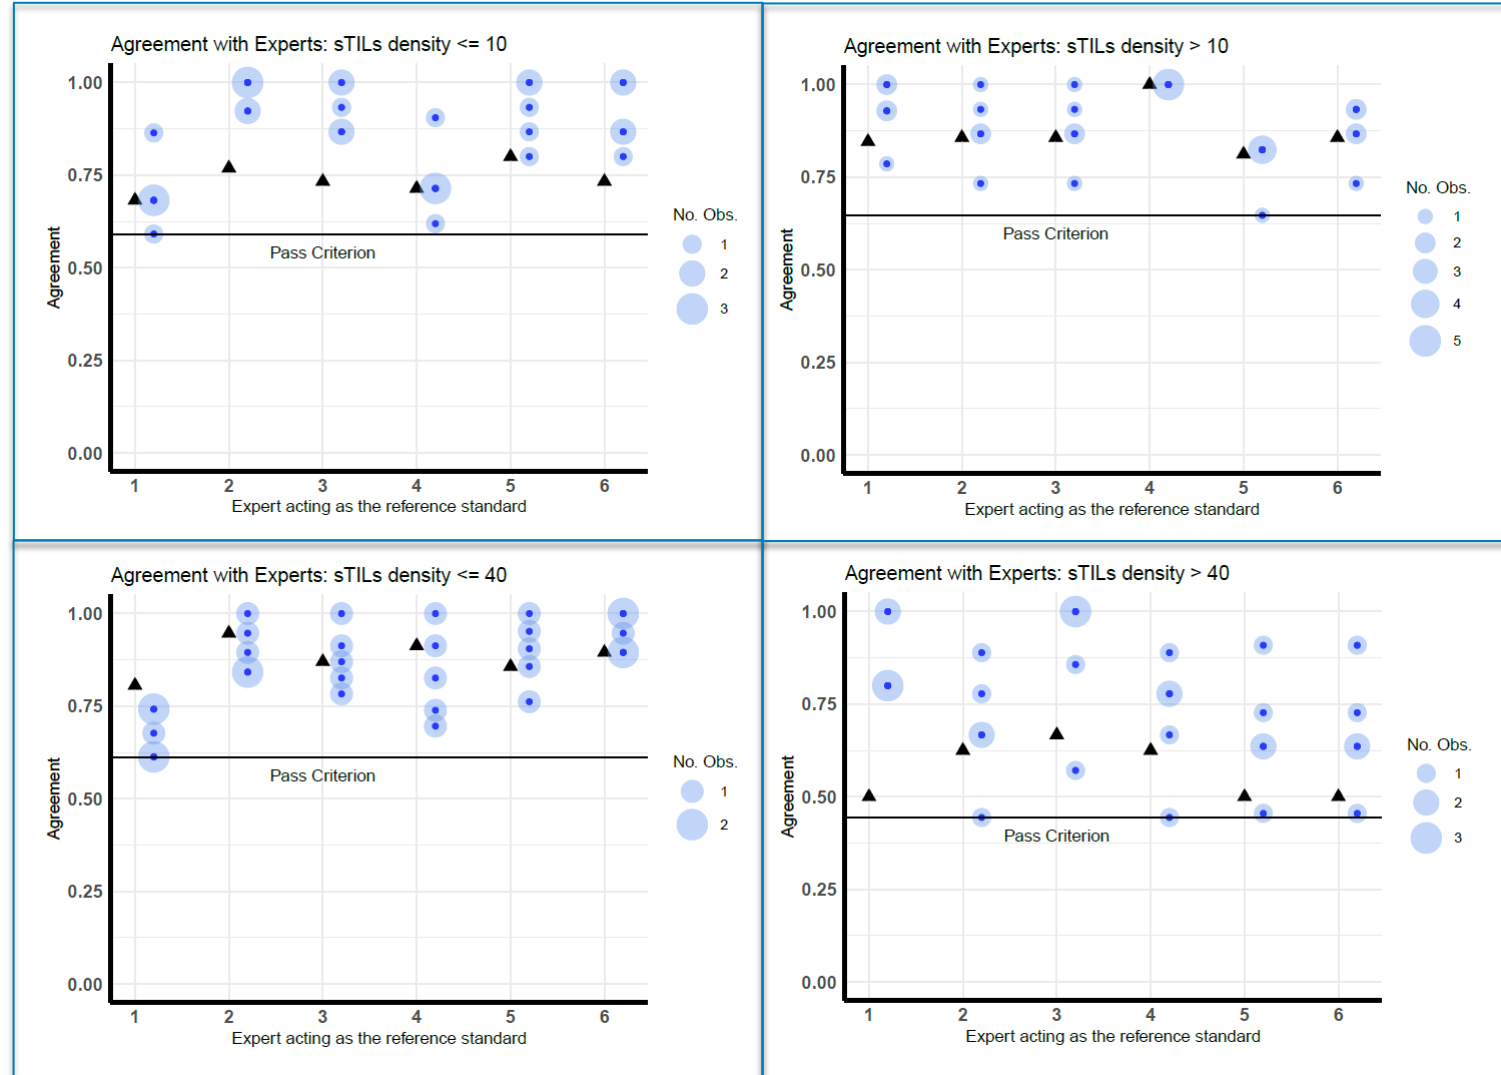 Agreement with Experts: sTILs density <= 10
1.00
0.75
0.50
0.25
0.00
Agreement
Pass Criterion
1 2 3 4 5 6
Expert acting as the reference standard
No. Obs.
1
2
3
Agreement with Experts: sTILs density > 10
1.00
0.75
0.50
0.25
0.00
Agreement
Pass Criterion
1 2 3 4 5 6
Expert acting as the reference standard
No. Obs.
1
2
3
4
5
Agreement with Experts: sTILs density <= 40
1.00
0.75
0.50
0.25
0.00
Agreement
Pass Criterion
1 2 3 4 5 6
Expert acting as the reference standard
No. Obs.
1
2
Agreement with Experts: sTILs density > 40
1.00
0.75
0.50
0.25
0.00
Agreement
Pass Criterion
1 2 3 4 5 6
Expert acting as the reference standard
No. Obs.
1
2
3